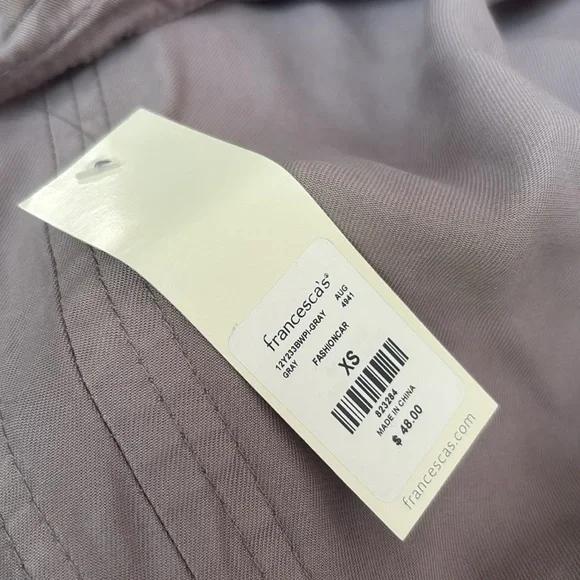 francesca's®
12Y233BWPI-GRAY AUG
GRAY FASHIONCAR 4941
XS
823284
MADE IN CHINA
$ 48.00
francescas.com